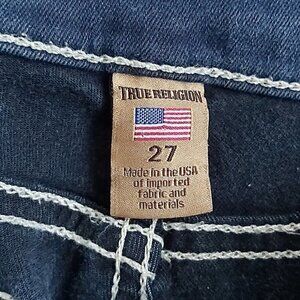 TRUE RELIGION
27
Made in the USA
of imported
fabric and
materials